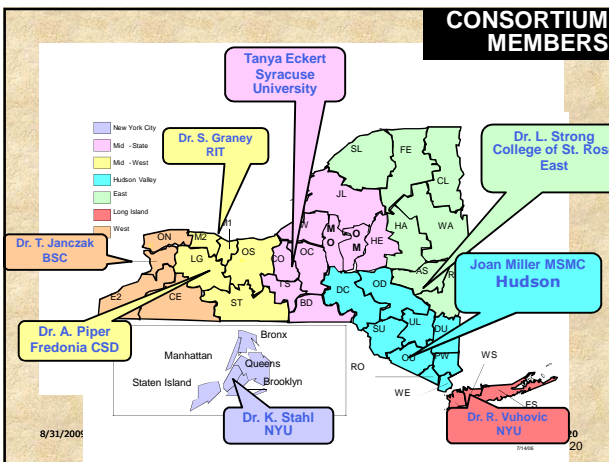 CONSORTIUM
MEMBERS
Tanya Eckert
Syracuse
University
New York City
Mid - State
Mid - West
Hudson Valley
East
Long Island
West
Dr. S. Graney
RIT
Dr. L. Strong
College of St. Rose
East
SL
FE
CL
JL
HA
WA
HE
M
O
O
M
ON
M2
LG
OS
CO
OC
TS
AS
Dr. T. Janczak
BSC
E2
CE
ST
BD
DC
OD
Joan Miller MSMC
Hudson
SU
UL
DU
OU
PW
Dr. A. Piper
Fredonia CSD
Bronx
Manhattan
Queens
Staten Island
Brooklyn
RO
WE
WS
ES
Dr. K. Stahl
NYU
Dr. R. Vuhovic
NYU
8/31/2009
20
7/14/06
20